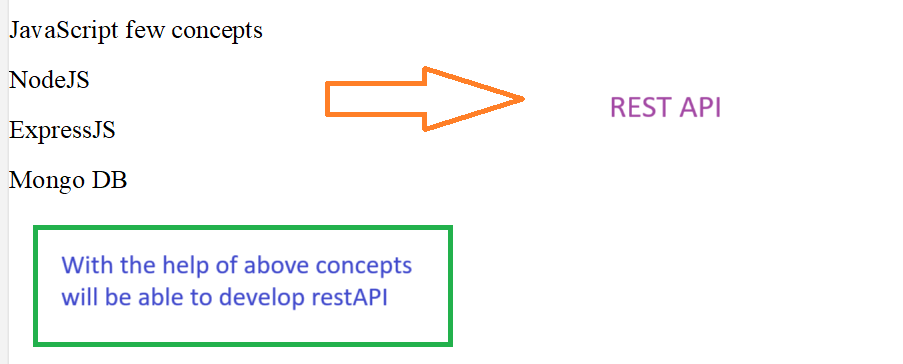 JavaScript few concepts
NodeJS
ExpressJS
Mongo DB
REST API
With the help of above concepts
will be able to develop restAPI